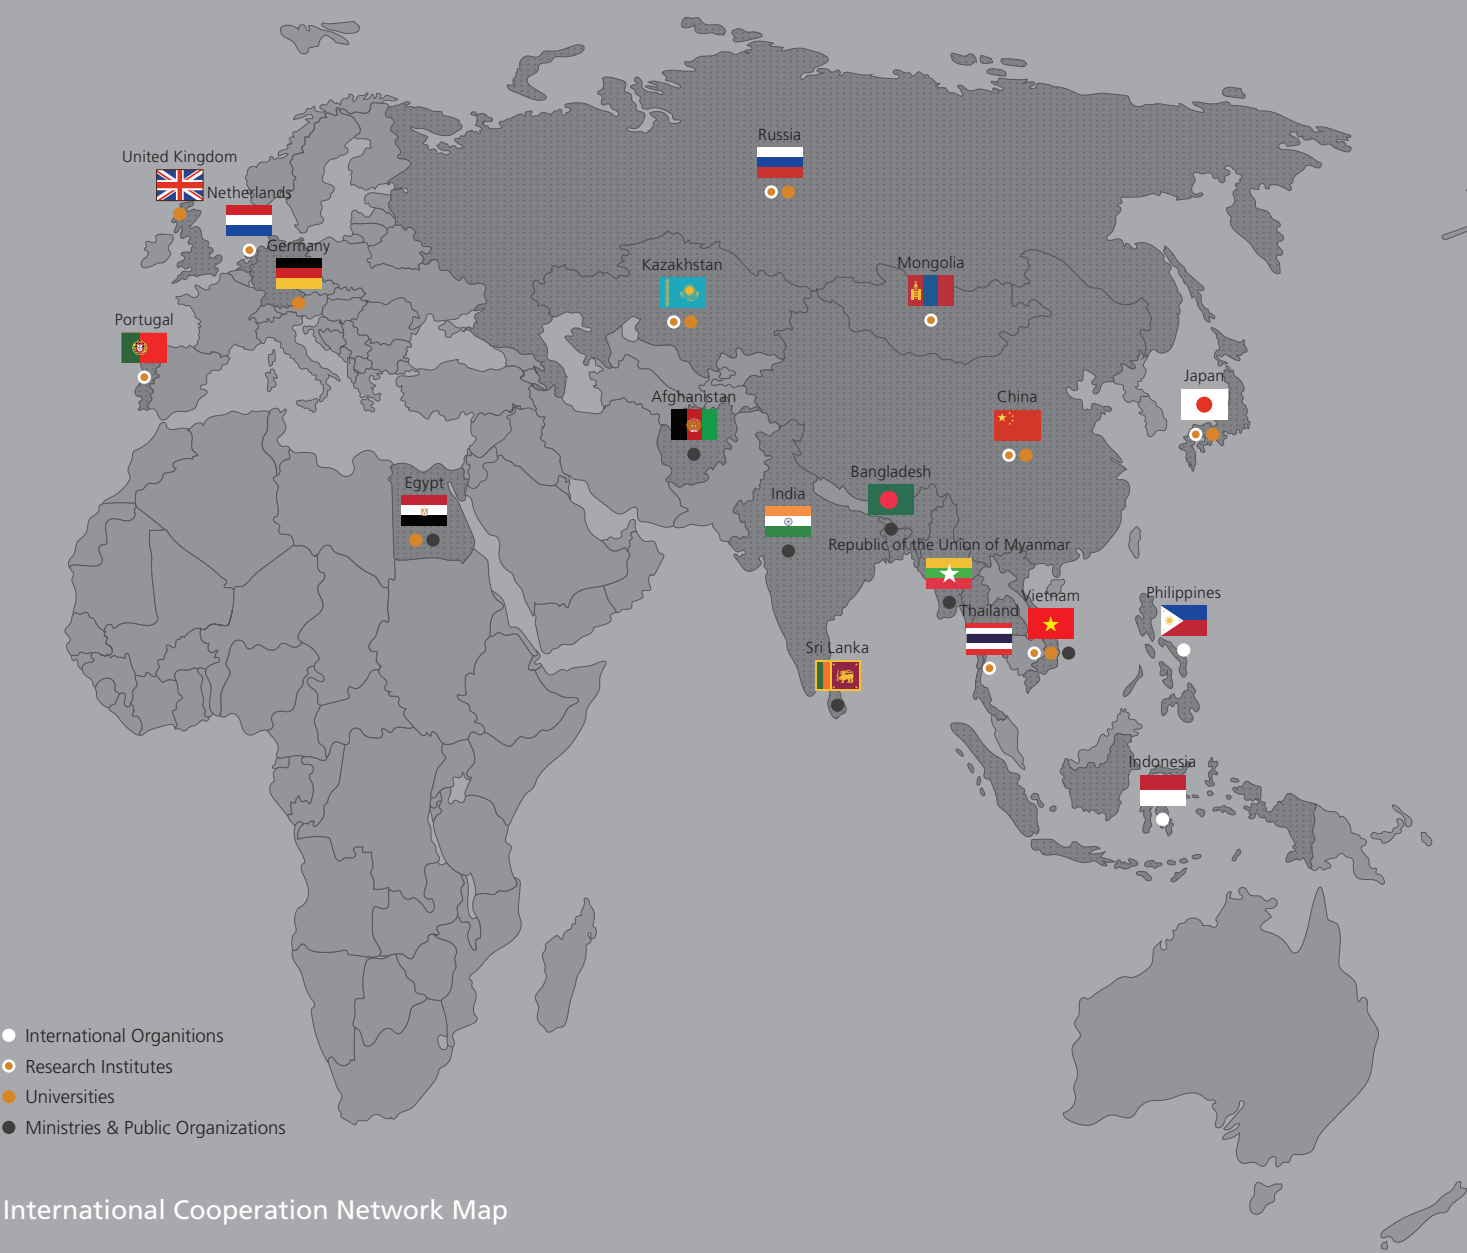 Russia
United Kingdom
Netherlands
Germany
Kazakhstan
Mongolia
Portugal
Japan
Afghanistan
China
Bangladesh
Egypt
India
Republic of the Union of Myanmar
Philippines
Vietnam
Thailand
Sri Lanka
Indonesia
International Organitions
Research Institutes
Universities
Ministries & Public Organizations
International Cooperation Network Map